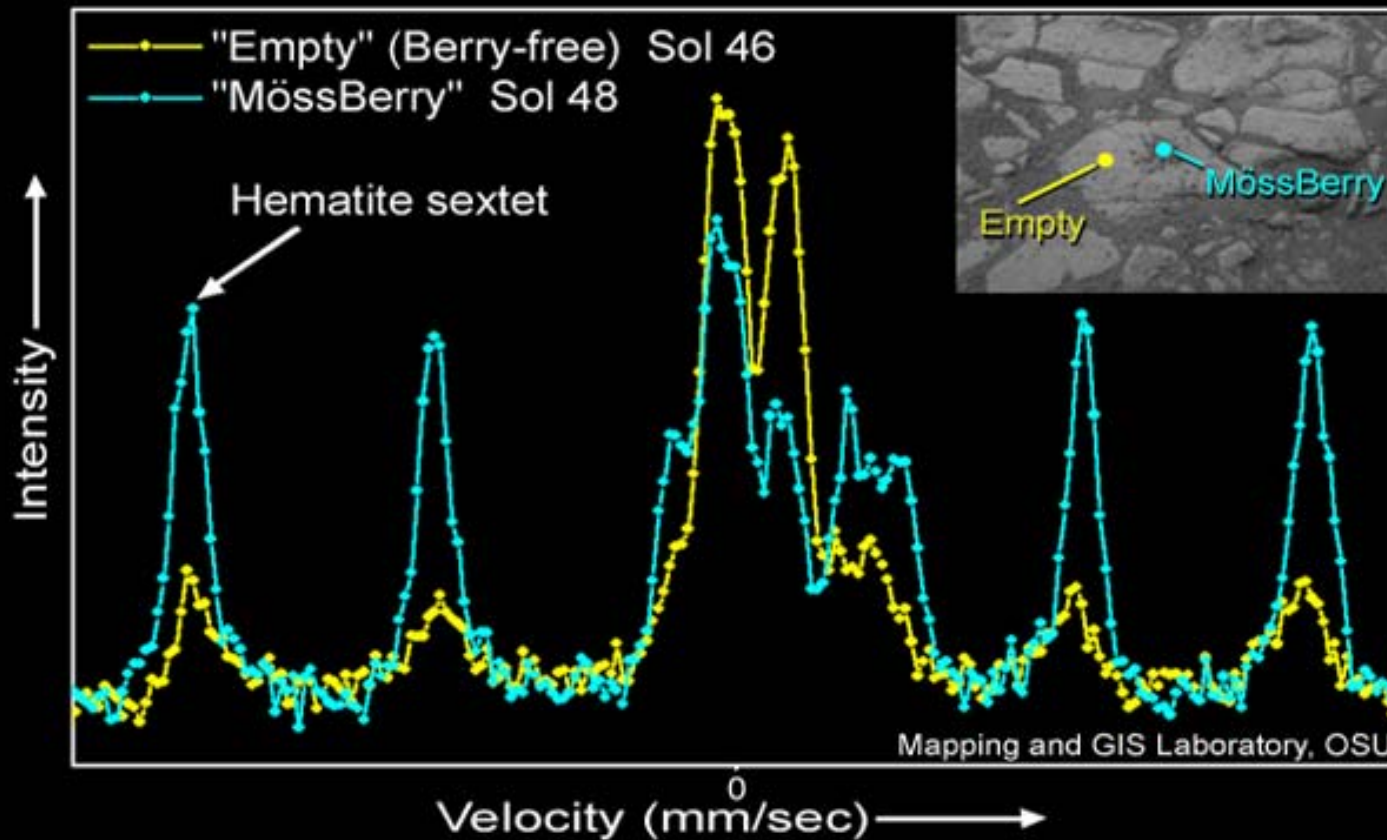 "Empty" (Berry-free) Sol 46
"MössBerry" Sol 48
Hematite sextet
MössBerry
Empty
Intensity
Mapping and GIS Laboratory, OSU
0
Velocity (mm/sec)